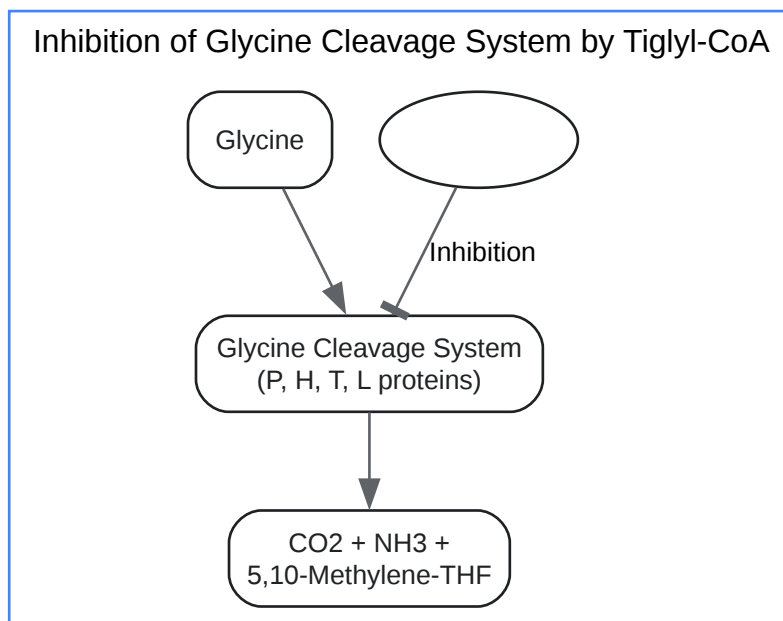 Inhibition of Glycine Cleavage System by Tiglyl-CoA
Glycine
Inhibition
Glycine Cleavage System
(P, H, T, L proteins)
CO2 + NH3 +
5,10-Methylene-THF